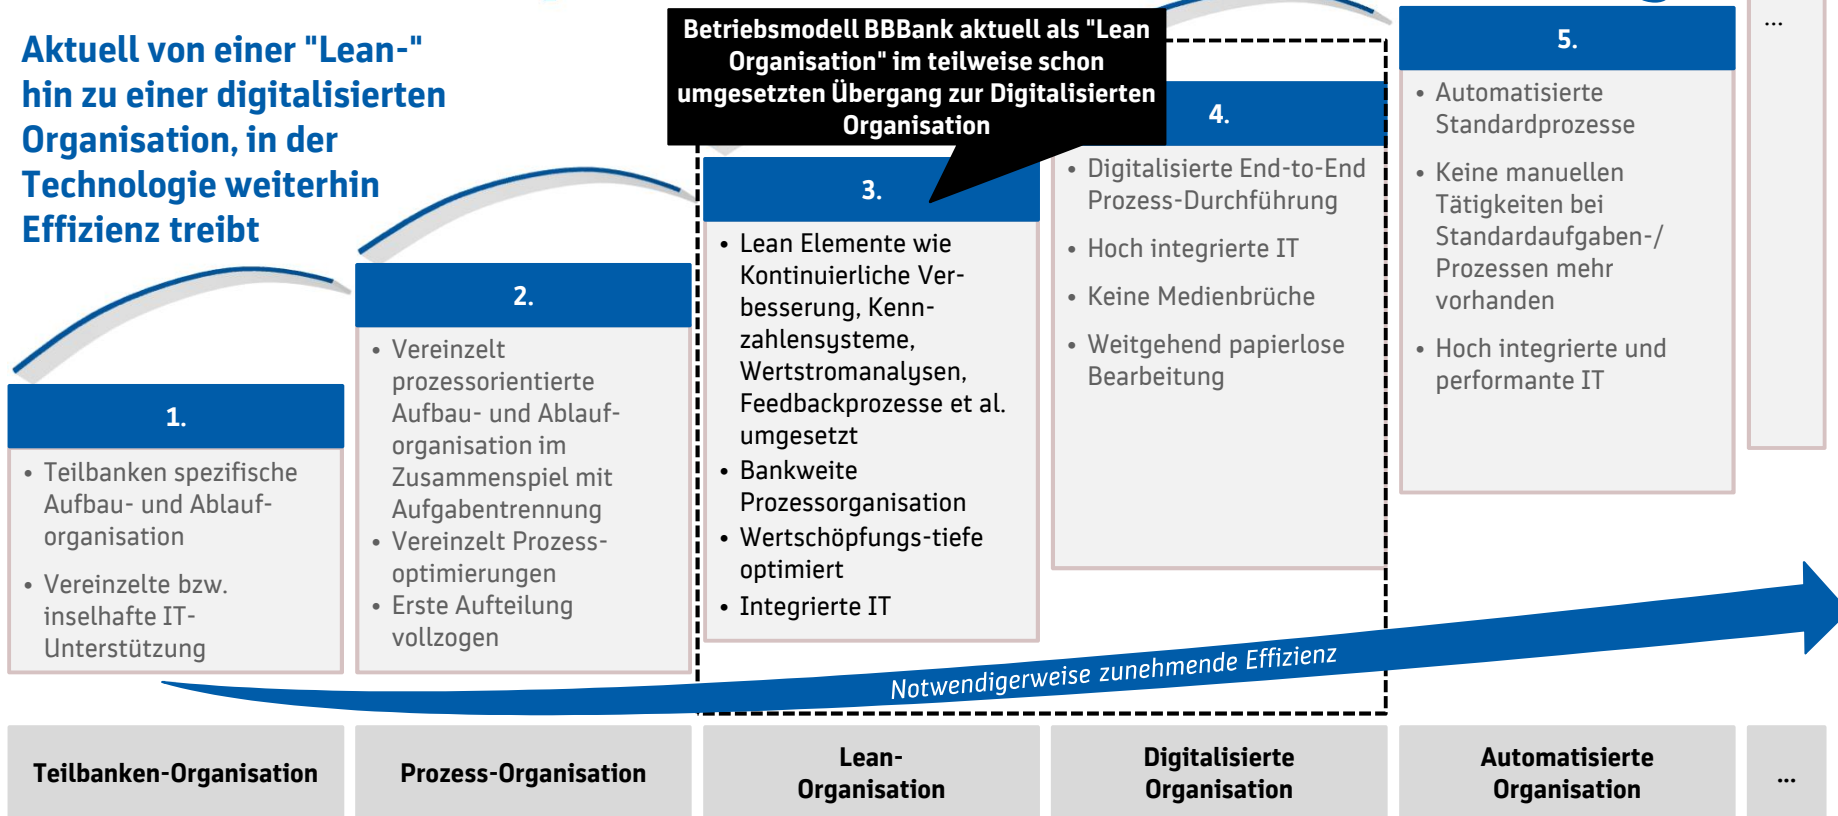 Aktuell von einer "Lean-"
hin zu einer digitalisierten
Organisation, in der
Technologie weiterhin
Effizienz treibt
Betriebsmodell BBBank aktuell als "Lean
Organisation" im teilweise schon
umgesetzten Übergang zur Digitalisierten
Organisation
1.
• Teilbanken spezifische
Aufbau- und Ablauf-
organisation
• Vereinzelte bzw.
inselhafte IT-
Unterstützung
2.
• Vereinzelt
prozessorientierte
Aufbau- und Ablauf-
organisation im
Zusammenspiel mit
Aufgabentrennung
• Vereinzelt Prozess-
optimierungen
• Erste Aufteilung
vollzogen
3.
• Lean Elemente wie
Kontinuierliche Ver-
besserung, Kenn-
zahlensysteme,
Wertstromanalysen,
Feedbackprozesse et al.
umgesetzt
• Bankweite
Prozessorganisation
• Wertschöpfungs-tiefe
optimiert
• Integrierte IT
4.
• Digitalisierte End-to-End
Prozess-Durchführung
• Hoch integrierte IT
• Keine Medienbrüche
• Weitgehend papierlose
Bearbeitung
5.
• Automatisierte
Standardprozesse
• Keine manuellen
Tätigkeiten bei
Standardaufgaben-/
Prozessen mehr
vorhanden
• Hoch integrierte und
performante IT
...
Notwendigerweise zunehmende Effizienz
Teilbanken-Organisation
Prozess-Organisation
Lean-
Organisation
Digitalisierte
Organisation
Automatisierte
Organisation
...